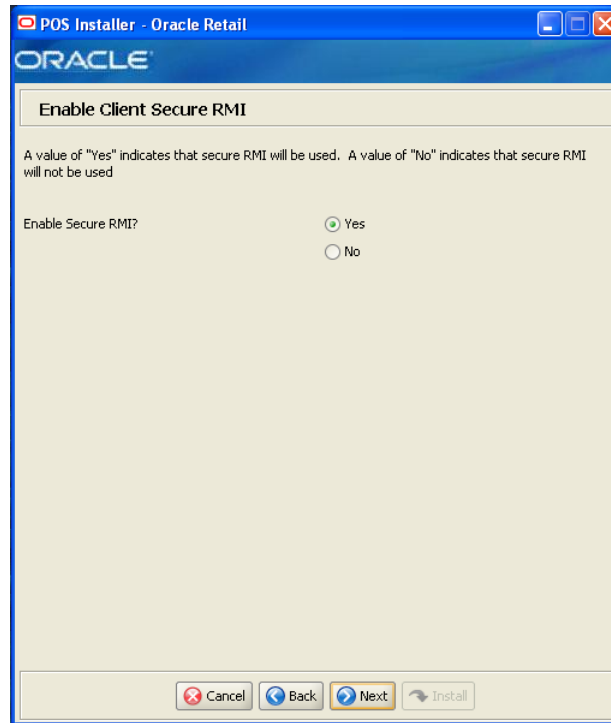 POS Installer - Oracle Retail
ORACLE
Enable Client Secure RMI
A value of "Yes" indicates that secure RMI will be used. A value of "No" indicates that secure RMI
will not be used
Enable Secure RMI?
Yes
No
Cancel
Back
Next
Install